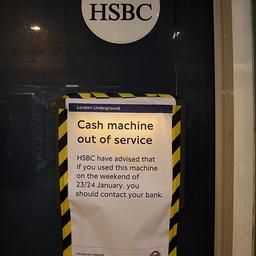 HSBC
London Underground
Cash machine
out of service
HSBC have advised that
if you used this machine
on the weekend of
23/24 January, you
should contact your bank.